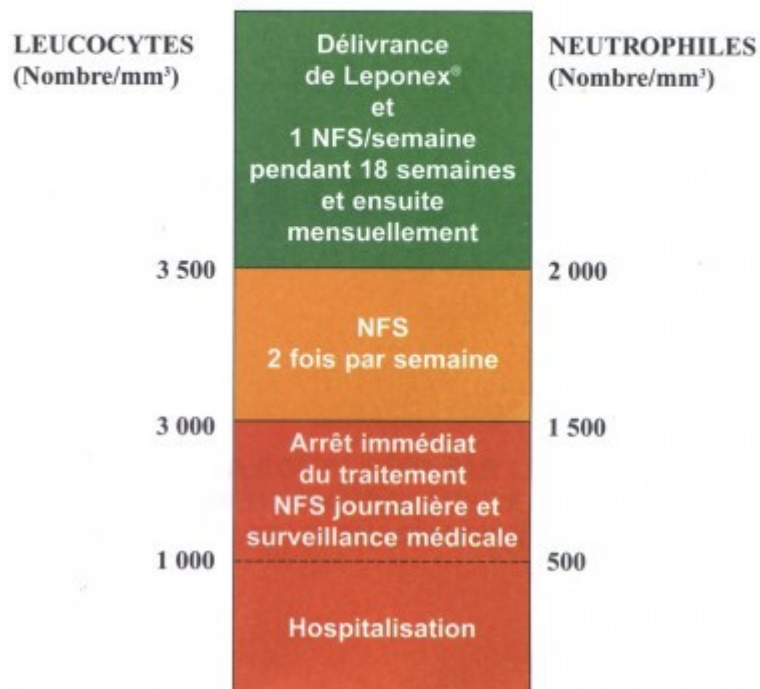 LEUCOCYTES
(Nombre/mm³)
Délivrance
de Leponex®
et
1 NFS/semaine
pendant 18 semaines
et ensuite
mensuellement
NEUTROPHILES
(Nombre/mm³)
3 500
2 000
NFS
2 fois par semaine
3 000
1 500
Arrêt immédiat
du traitement
NFS journalière et
surveillance médicale
1 000
500
Hospitalisation